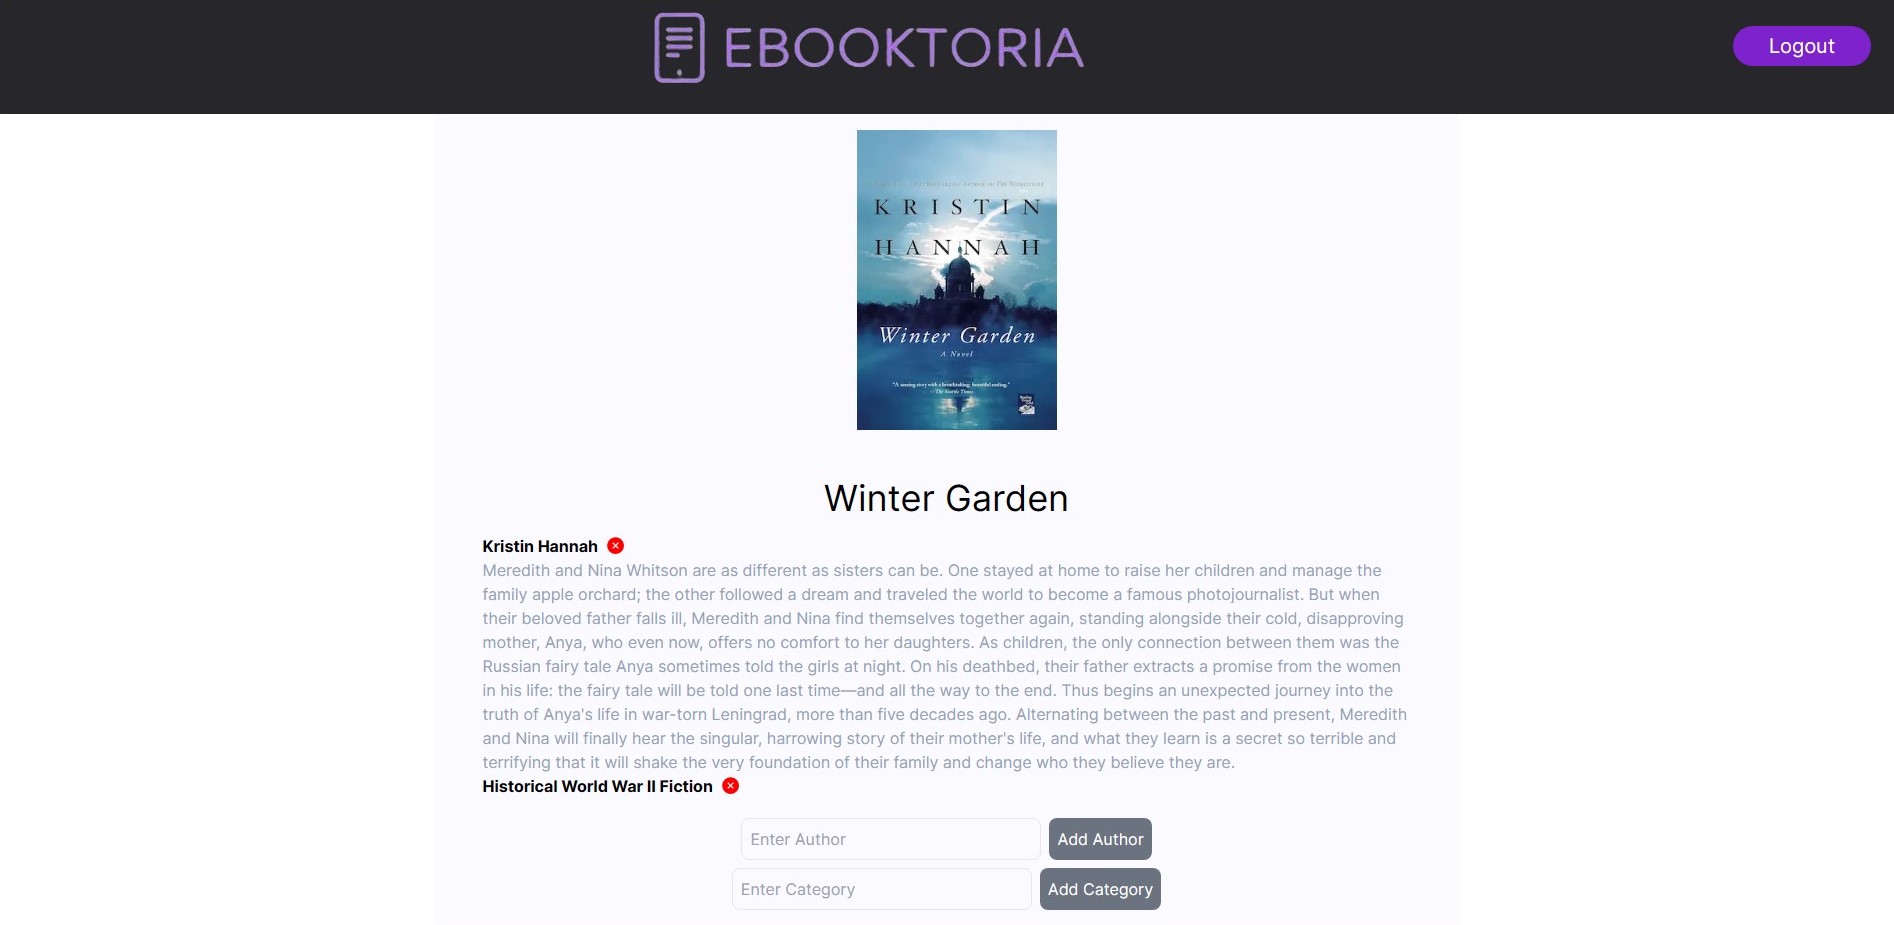 EBOOKTORIA
Logout
KRISTIN
HANNAH
Winter Garden
A Novel
"A rousing story with a breathtaking, beautiful ending."
—The Seattle Times
Winter Garden
Kristin Hannah
Meredith and Nina Whitson are as different as sisters can be. One stayed at home to raise her children and manage the
family apple orchard; the other followed a dream and traveled the world to become a famous photojournalist. But when
their beloved father falls ill, Meredith and Nina find themselves together again, standing alongside their cold, disapproving
mother, Anya, who even now, offers no comfort to her daughters. As children, the only connection between them was the
Russian fairy tale Anya sometimes told the girls at night. On his deathbed, their father extracts a promise from the women
in his life: the fairy tale will be told one last time—and all the way to the end. Thus begins an unexpected journey into the
truth of Anya's life in war-torn Leningrad, more than five decades ago. Alternating between the past and present, Meredith
and Nina will finally hear the singular, harrowing story of their mother's life, and what they learn is a secret so terrible and
terrifying that it will shake the very foundation of their family and change who they believe they are.
Historical World War II Fiction
Enter Author
Add Author
Enter Category
Add Category